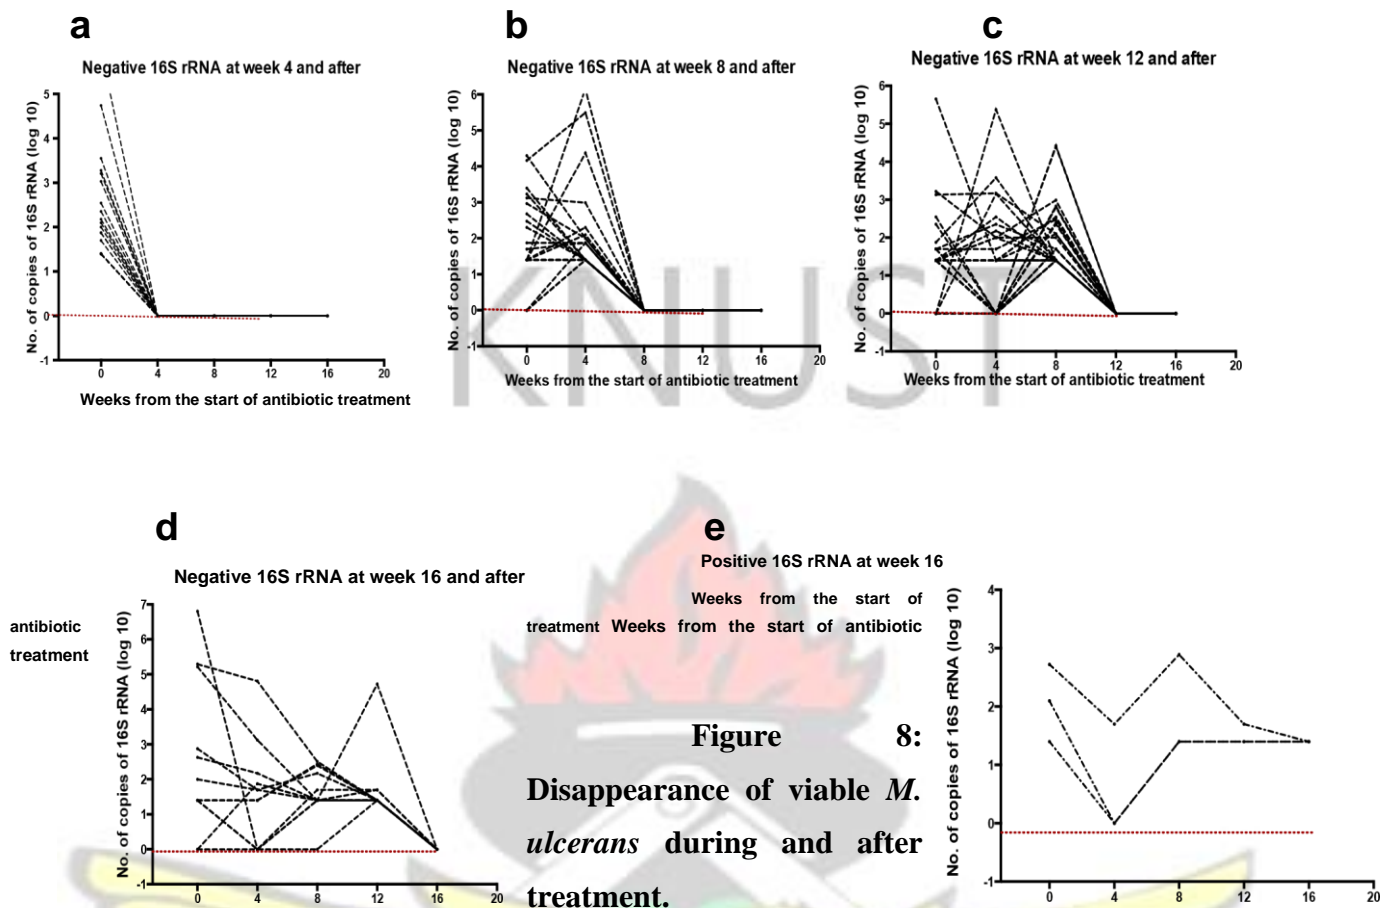 a
Negative 16S rRNA at week 4 and after
No. of copies of 16S rRNA (log 10)
5
4
3
2
1
0
-1
0 4 8 12 16 20
Weeks from the start of antibiotic treatment
b
Negative 16S rRNA at week 8 and after
No. of copies of 16S rRNA (log 10)
6
5
4
3
2
1
0
-1
0 4 8 12 16 20
Weeks from the start of antibiotic treatment
c
Negative 16S rRNA at week 12 and after
No. of copies of 16S rRNA (log 10)
6
5
4
3
2
1
0
-1
0 4 8 12 16 20
Weeks from the start of antibiotic treatment
KNUST
d
Negative 16S rRNA at week 16 and after
antibiotic
treatment
No. of copies of 16S rRNA (log 10)
7
6
5
4
3
2
1
0
-1
0 4 8 12 16 20
e
Positive 16S rRNA at week 16
Weeks from the start of
treatment Weeks from the start of antibiotic
No. of copies of 16S rRNA (log 10)
4
3
2
1
0
-1
0 4 8 12 16 20
Figure 8:
Disappearance of viable M.
ulcerans during and after
treatment.